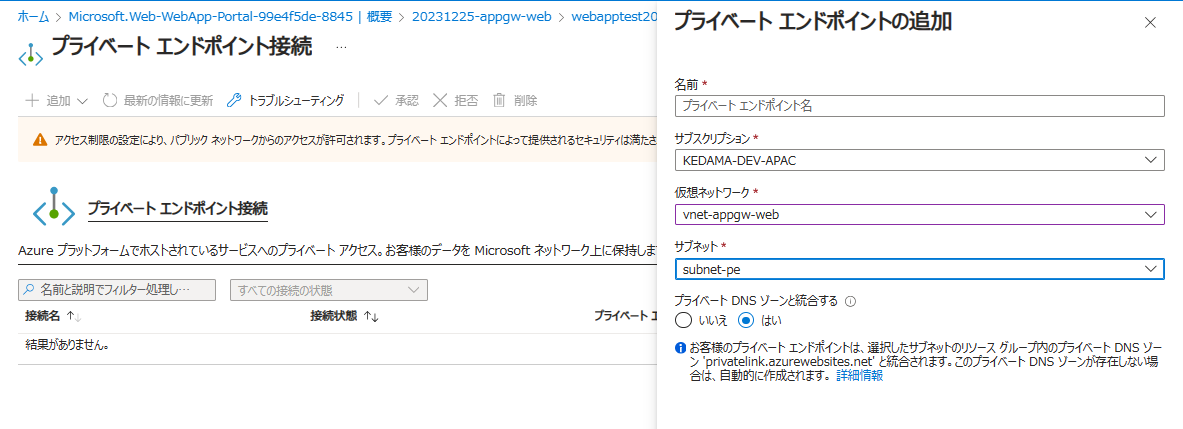 ホーム > Microsoft.Web-WebApp-Portal-99e4f5de-8845 | 概要 > 20231225-appgw-web > webapptest20
プライベート エンドポイント接続 ...
追加 最新の情報に更新 トラブルシューティング 承認 拒否 削除
アクセス制限の設定により、パブリック ネットワークからのアクセスが許可されます。プライベート エンドポイントによって提供されるセキュリティは満たさ
プライベート エンドポイント接続
Azure プラットフォームでホストされているサービスへのプライベート アクセス。お客様のデータを Microsoft ネットワーク上に保持しま
名前と説明でフィルター処理し… すべての接続の状態
接続名 ↑↓ 接続状態 ↑↓ プライベート エ
結果がありません。
プライベート エンドポイントの追加
名前 *
プライベート エンドポイント名
サブスクリプション *
KEDAMA-DEV-APAC
仮想ネットワーク *
vnet-appgw-web
サブネット *
subnet-pe
プライベート DNS ゾーンと統合する
いいえ はい
お客様のプライベート エンドポイントは、選択したサブネットのリソース グループ内のプライベート DNS ゾー
ン 'privatelink.azurewebsites.net' と統合されます。このプライベート DNS ゾーンが存在しない場
合は、自動的に作成されます。 詳細情報